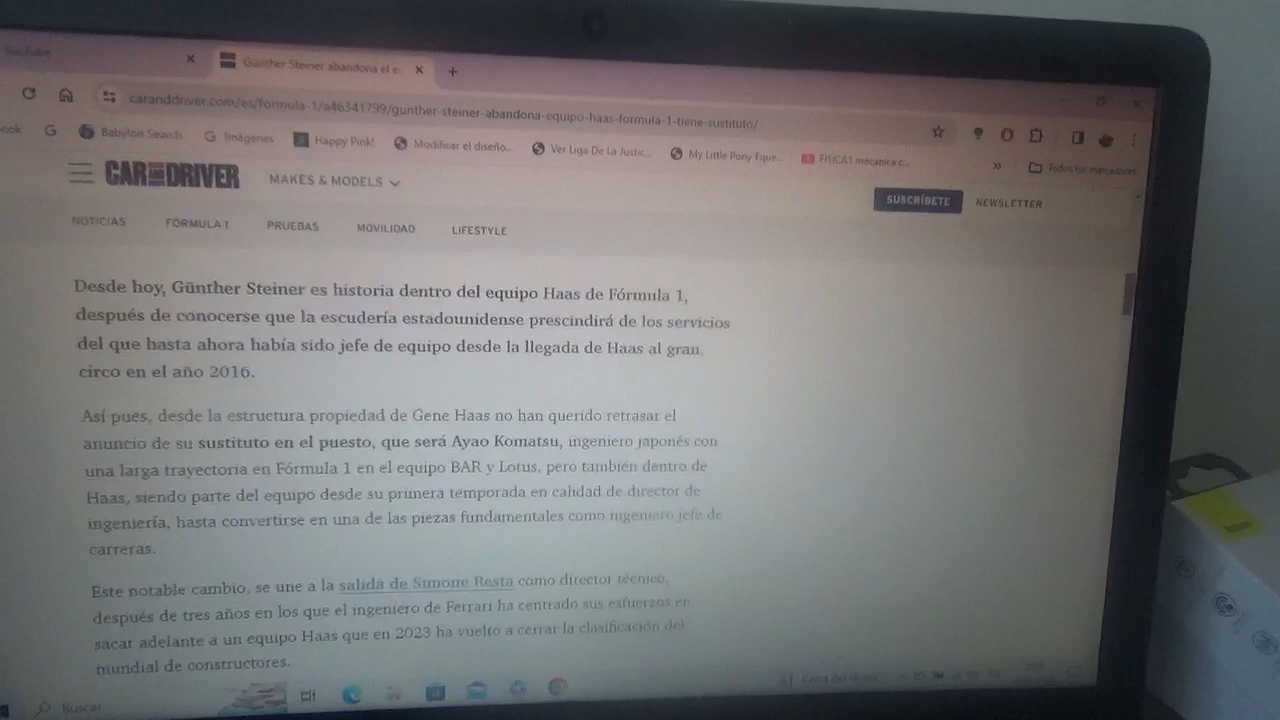 YouTube
Günther Steiner abandona el e
caranddriver.com/es/formula-1/a46341799/gunther-steiner-abandona-equipo-haas-formula-1-tiene-sustituto/
ook
Babylon Search
Imágenes
Happy Pink!
Modificar el diseño...
Ver Liga De La Justic...
My Little Pony Eque...
FISICA1 mecanica c...
»
Todos los marcadores
CAR AND DRIVER
MAKES & MODELS
SUSCRÍBETE
NEWSLETTER
NOTICIAS
FÓRMULA 1
PRUEBAS
MOVILIDAD
LIFESTYLE
Desde hoy, Günther Steiner es historia dentro del equipo Haas de Fórmula 1,
después de conocerse que la escudería estadounidense prescindirá de los servicios
del que hasta ahora había sido jefe de equipo desde la llegada de Haas al gran
circo en el año 2016.
Así pues, desde la estructura propiedad de Gene Haas no han querido retrasar el
anuncio de su sustituto en el puesto, que será Ayao Komatsu, ingeniero japonés con
una larga trayectoria en Fórmula 1 en el equipo BAR y Lotus, pero también dentro de
Haas, siendo parte del equipo desde su primera temporada en calidad de director de
ingeniería, hasta convertirse en una de las piezas fundamentales como ingeniero jefe de
carreras.
Este notable cambio, se une a la salida de Simone Resta como director técnico,
después de tres años en los que el ingeniero de Ferrari ha centrado sus esfuerzos en
sacar adelante a un equipo Haas que en 2023 ha vuelto a cerrar la clasificación del
mundial de constructores.
Buscar